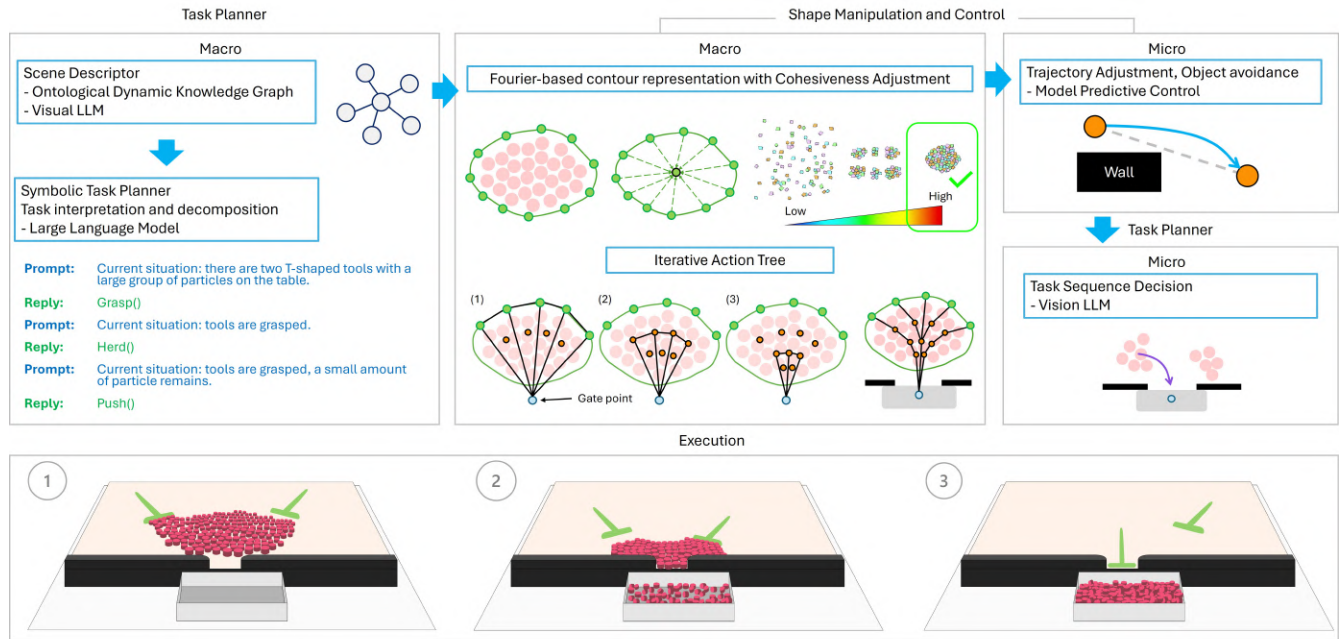 Task Planner
Shape Manipulation and Control
Macro
Scene Descriptor
- Ontological Dynamic Knowledge Graph
- Visual LLM
Symbolic Task Planner
Task interpretation and decomposition
- Large Language Model
Prompt: Current situation: there are two T-shaped tools with a
large group of particles on the table.
Reply: Grasp()
Prompt: Current situation: tools are grasped.
Reply: Herd()
Prompt: Current situation: tools are grasped, a small amount
of particle remains.
Reply: Push()
Macro
Fourier-based contour representation with Cohesiveness Adjustment
Low
High
Iterative Action Tree
(1)
(2)
(3)
Gate point
Micro
Trajectory Adjustment, Object avoidance
- Model Predictive Control
Wall
Task Planner
Micro
Task Sequence Decision
- Vision LLM
Execution
1
2
3